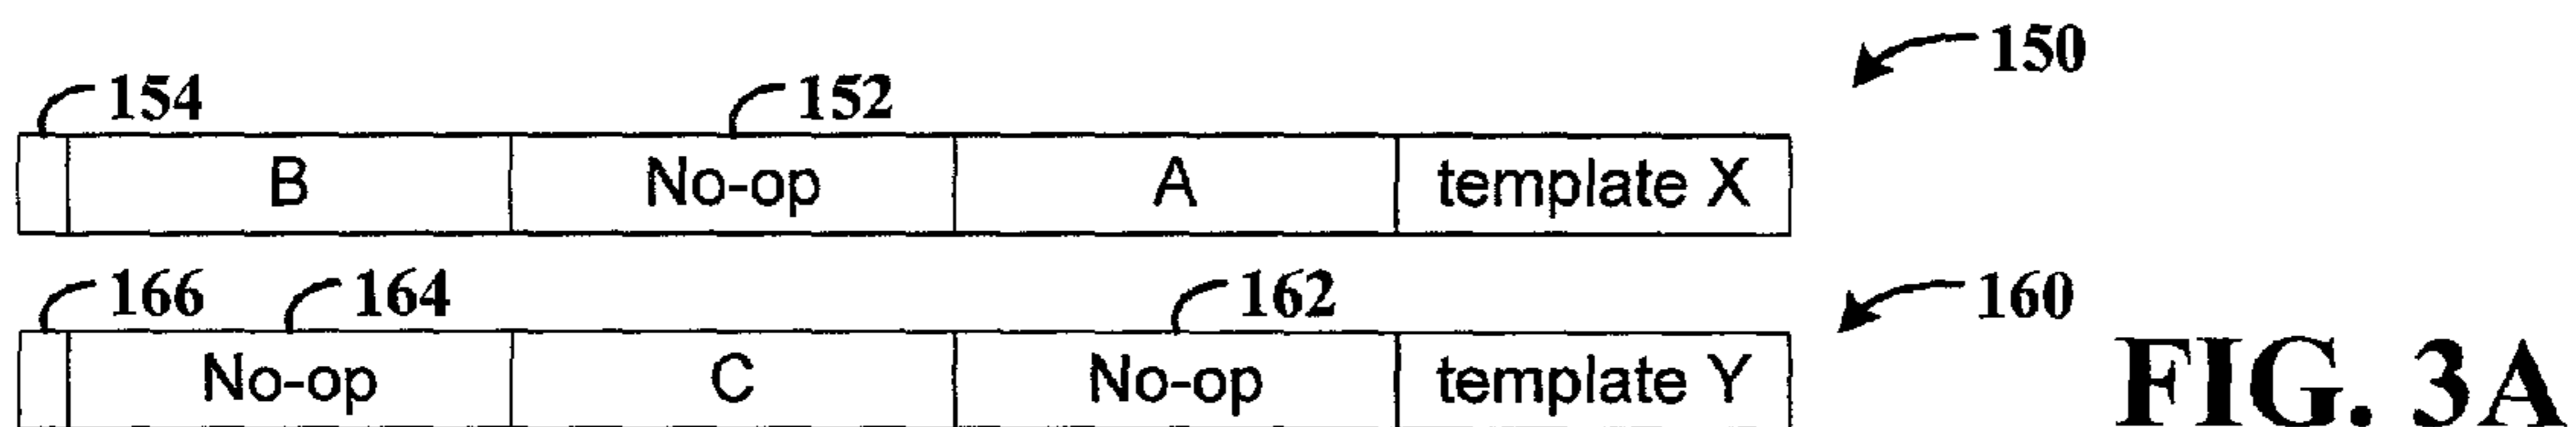 150
154 152
B No-op A template X
166 164 162 160
No-op C No-op template Y
FIG. 3A